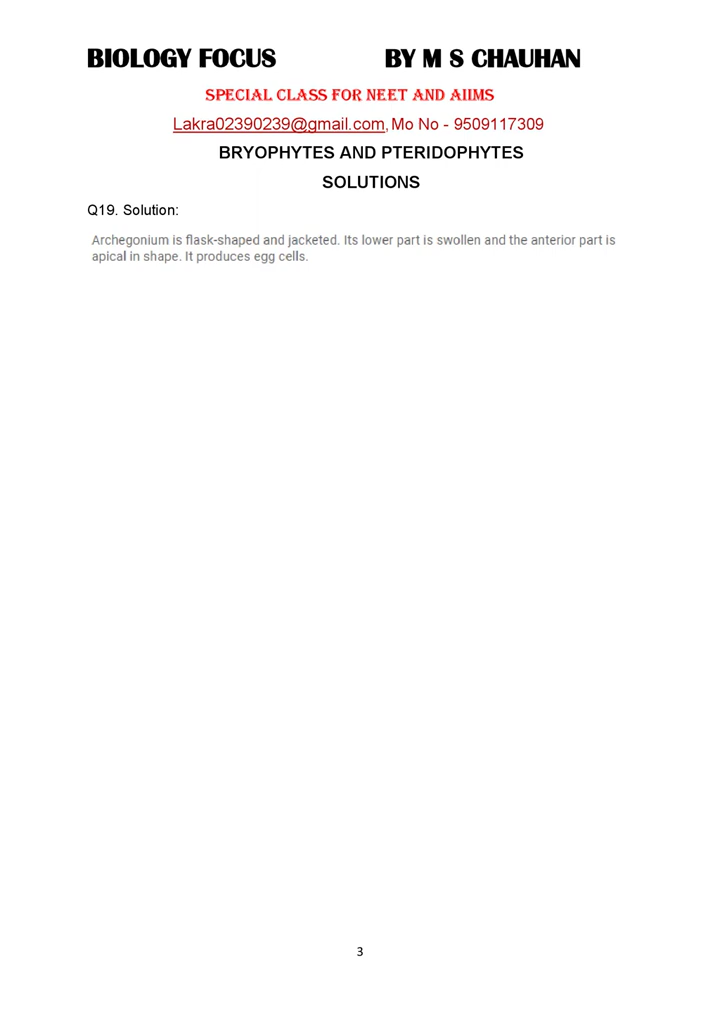 BIOLOGY FOCUS BY M S CHAUHAN
SPECIAL CLASS FOR NEET AND AIIMS
Lakra02390239@gmail.com, Mo No - 9509117309
BRYOPHYTES AND PTERIDOPHYTES
SOLUTIONS
Q19. Solution:
Archegonium is flask-shaped and jacketed. Its lower part is swollen and the anterior part is
apical in shape. It produces egg cells.
3